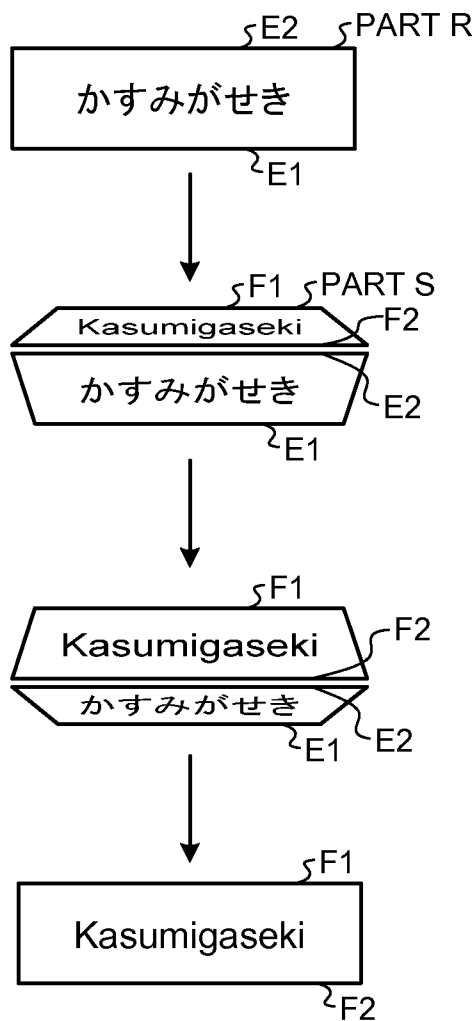 E2 PART R
かすみがせき
E1
F1 PART S
Kasumigaseki F2
かすみがせき E2
E1
F1
Kasumigaseki F2
かすみがせき
E1 E2
F1
Kasumigaseki
F2